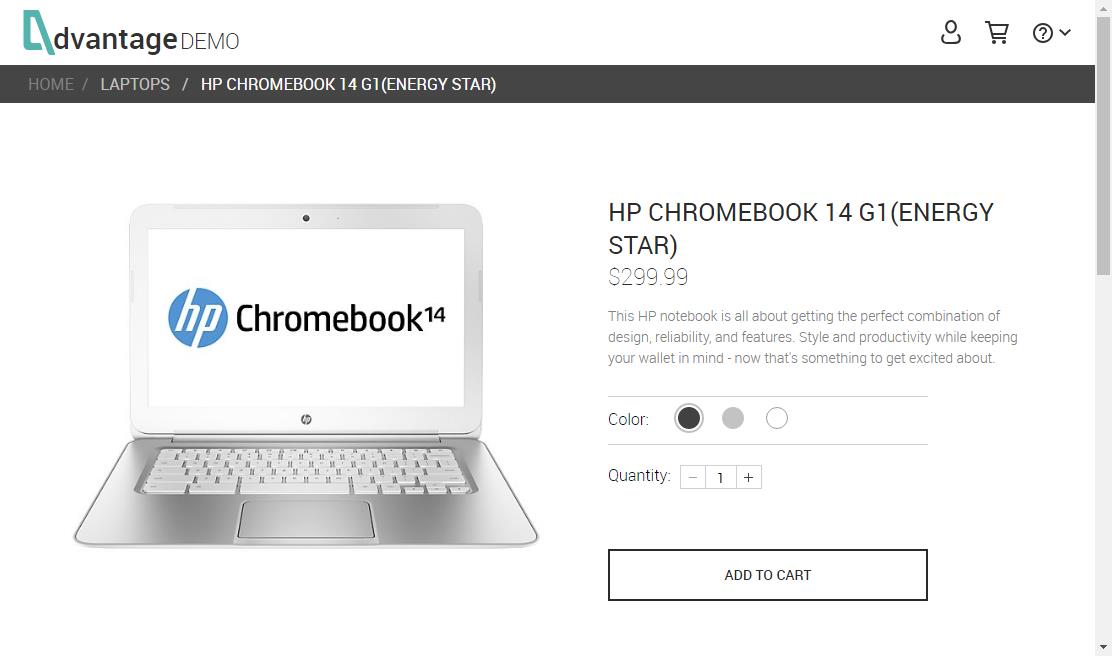 dvantage DEMO
HOME / LAPTOPS / HP CHROMEBOOK 14 G1(ENERGY STAR)
hp Chromebook14
hp
HP CHROMEBOOK 14 G1(ENERGY
STAR)
$299.99
This HP notebook is all about getting the perfect combination of
design, reliability, and features. Style and productivity while keeping
your wallet in mind - now that's something to get excited about.
Color:
Quantity: − 1 +
ADD TO CART